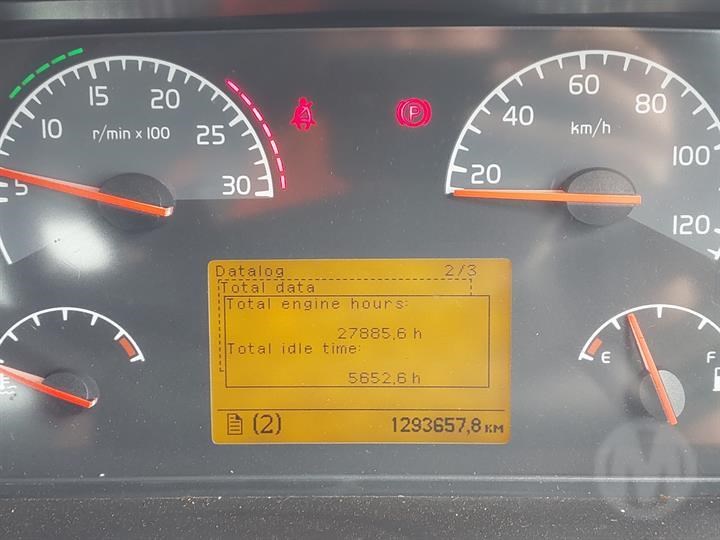 5
10
15
20
25
30
r/min x 100
P
20
40
60
80
100
120
km/h
Datalog 2/3
Total data
Total engine hours:
27885,6 h
Total idle time:
5652,6 h
(2) 1293657,8 KM
E F
M